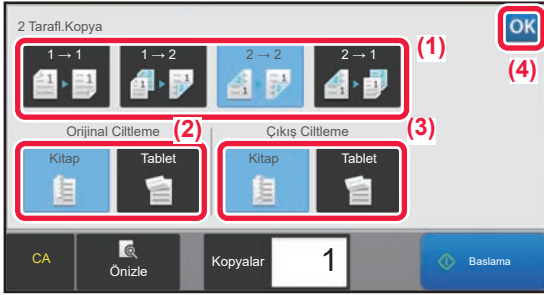 2 Tarafl.Kopya
OK
1 → 1
1 → 2
2 → 2
2 → 1
(1)
(4)
Orijinal Ciltleme
(2)
Çıkış Ciltleme
(3)
Kitap
Tablet
Kitap
Tablet
CA
Önizle
Kopyalar
1
Baslama